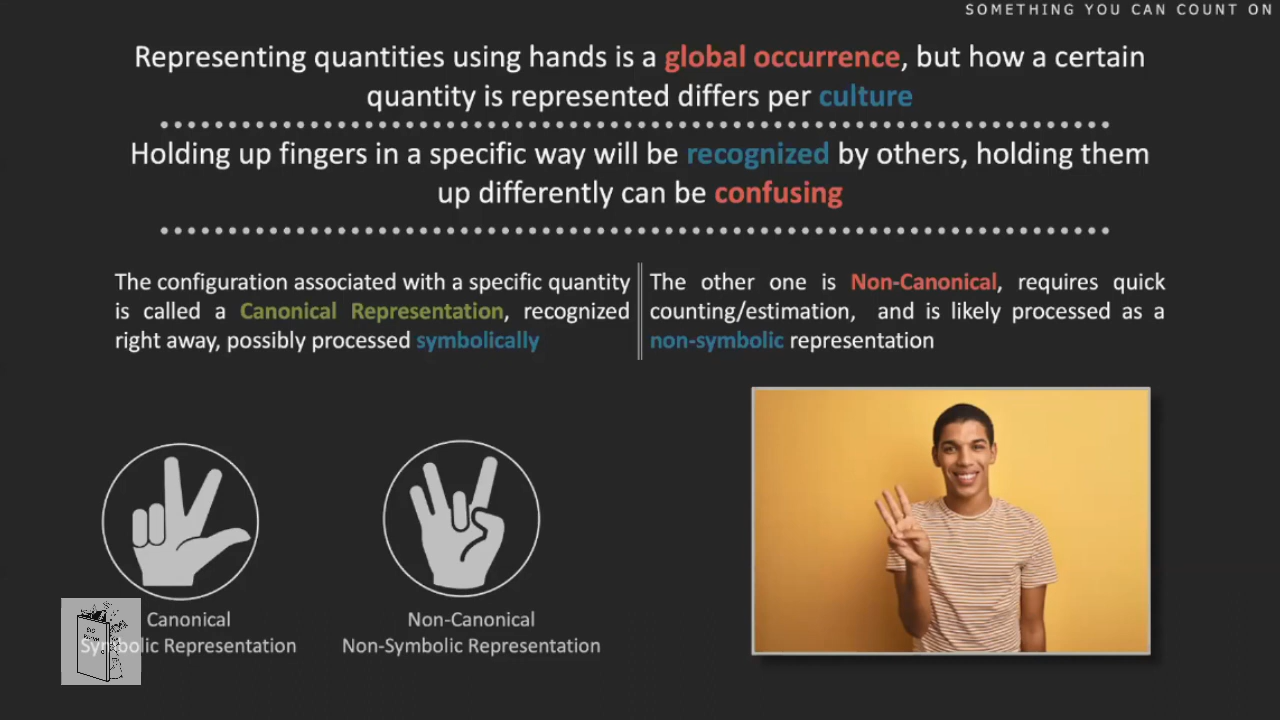 SOMETHING YOU CAN COUNT ON
Representing quantities using hands is a global occurrence, but how a certain
quantity is represented differs per culture
Holding up fingers in a specific way will be recognized by others, holding them
up differently can be confusing
The configuration associated with a specific quantity
is called a Canonical Representation, recognized
right away, possibly processed symbolically
The other one is Non-Canonical, requires quick
counting/estimation, and is likely processed as a
non-symbolic representation
Canonical
Symbolic Representation
Non-Canonical
Non-Symbolic Representation